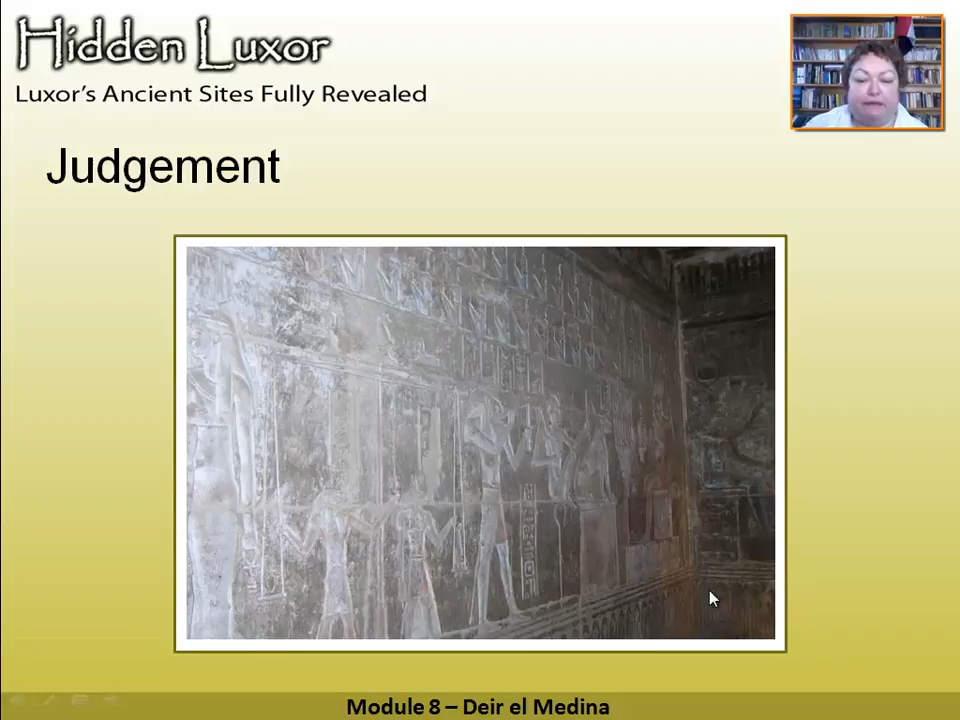 Hidden Luxor
Luxor's Ancient Sites Fully Revealed
Judgement
Module 8 – Deir el Medina